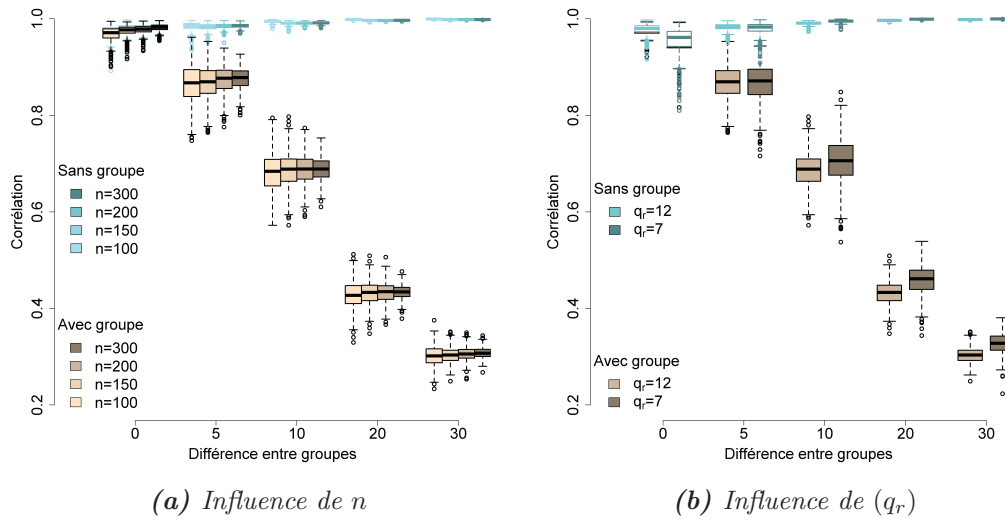 1.0
0.8
0.6
0.4
0.2
Corrélation
Sans groupe
n=300
n=200
n=150
n=100
Avec groupe
n=300
n=200
n=150
n=100
0 5 10 20 30
Différence entre groupes
(a) Influence de n
1.0
0.8
0.6
0.4
0.2
Corrélation
Sans groupe
qᵣ=12
qᵣ=7
Avec groupe
qᵣ=12
qᵣ=7
0 5 10 20 30
Différence entre groupes
(b) Influence de (qᵣ)